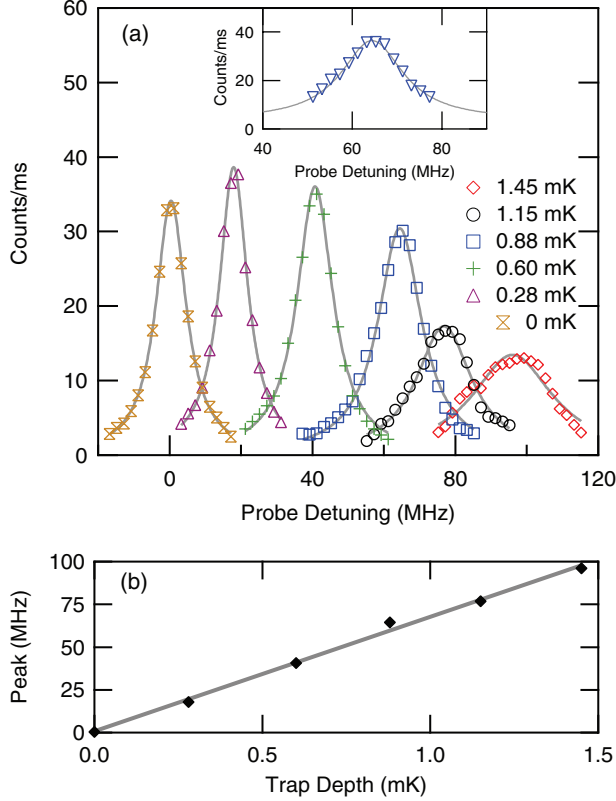 (a)
Counts/ms
60
50
40
30
20
10
0
0
40
80
120
Probe Detuning (MHz)
Counts/ms
40
20
0
40
60
80
Probe Detuning (MHz)
1.45 mK
1.15 mK
0.88 mK
0.60 mK
0.28 mK
0 mK
(b)
Peak (MHz)
100
75
50
25
0
0.0
0.5
1.0
1.5
Trap Depth (mK)